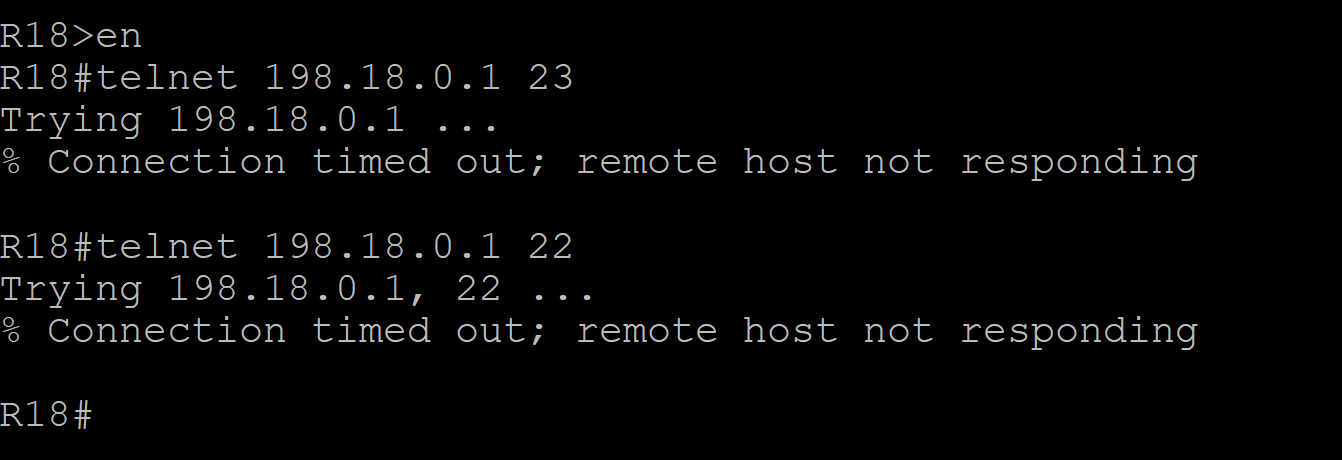 R18>en
R18#telnet 198.18.0.1 23
Trying 198.18.0.1 ...
% Connection timed out; remote host not responding
R18#telnet 198.18.0.1 22
Trying 198.18.0.1, 22 ...
% Connection timed out; remote host not responding
R18#